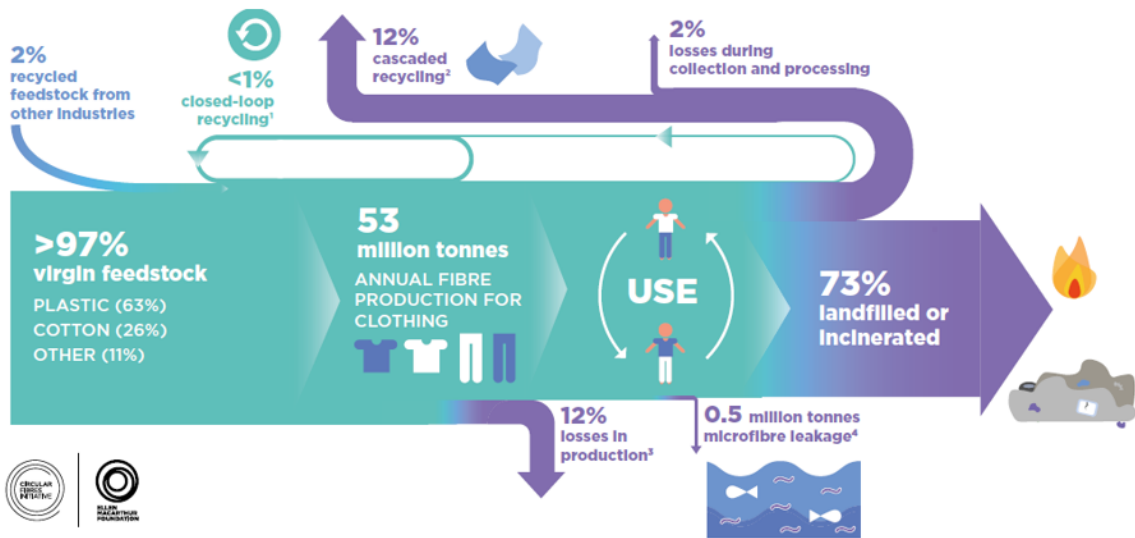 2%
recycled
feedstock from
other industries
<1%
closed-loop
recycling¹
12%
cascaded
recycling²
2%
losses during
collection and processing
>97%
virgin feedstock
PLASTIC (63%)
COTTON (26%)
OTHER (11%)
53
million tonnes
ANNUAL FIBRE
PRODUCTION FOR
CLOTHING
USE
73%
landfilled or
incinerated
12%
losses in
production³
0.5 million tonnes
microfibre leakage⁴
CIRCULAR
FIBRES
INITIATIVE
ELLEN
MACARTHUR
FOUNDATION